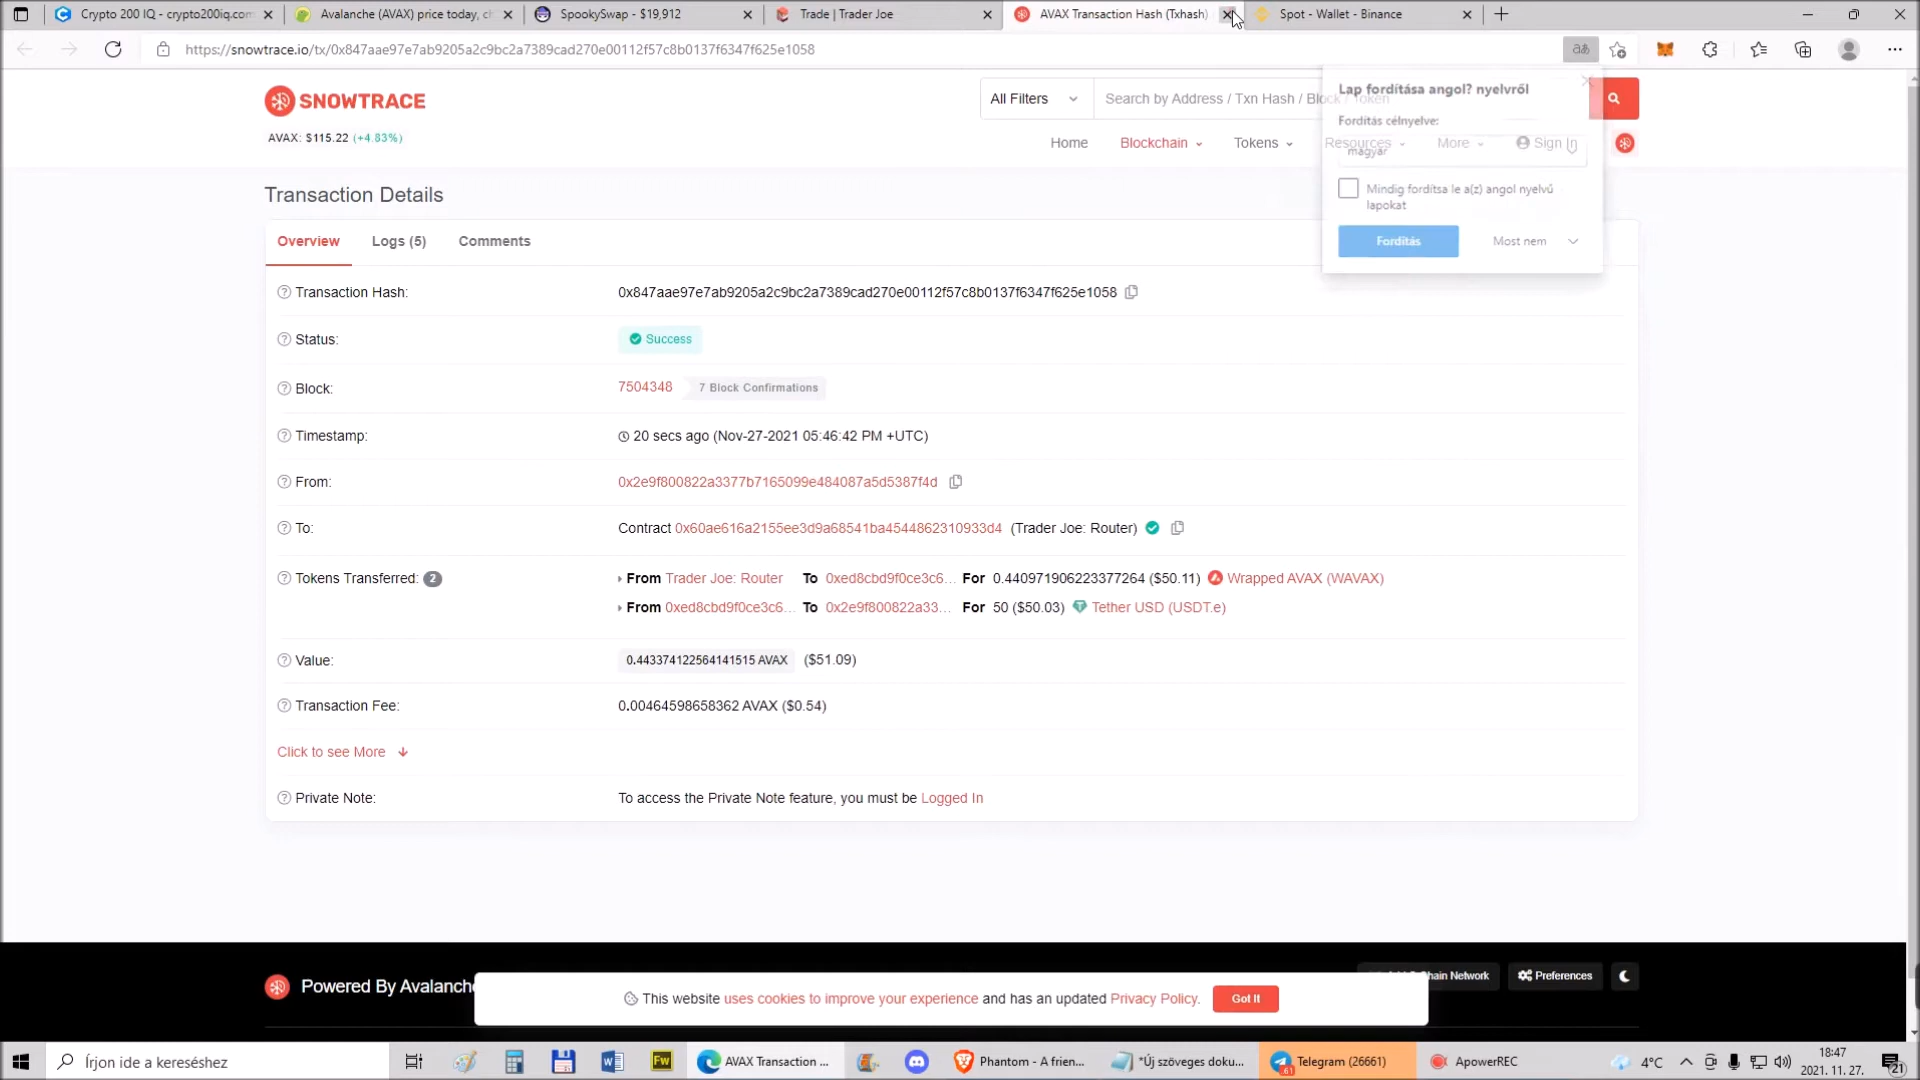 Crypto 200 IQ - crypto200iq.com
Avalanche (AVAX) price today, ch
SpookySwap - $19,912
Trade | Trader Joe
AVAX Transaction Hash (Txhash)
Spot - Wallet - Binance
https://snowtrace.io/tx/0x847aae97e7ab9205a2c9bc2a7389cad270e00112f57c8b0137f6347f625e1058
SNOWTRACE
AVAX: $115.22 (+4.83%)
All Filters
Search by Address / Txn Hash / Block / Token
Home
Blockchain
Tokens
Resources
More
Sign In
Lap fordítása angol? nyelvről
Fordítás célnyelve:
magyar
Mindig fordítsa le a(z) angol nyelvű
lapokat
Fordítás
Most nem
Transaction Details
Overview
Logs (5)
Comments
Transaction Hash:
0x847aae97e7ab9205a2c9bc2a7389cad270e00112f57c8b0137f6347f625e1058
Status:
Success
Block:
7504348
7 Block Confirmations
Timestamp:
20 secs ago (Nov-27-2021 05:46:42 PM +UTC)
From:
0x2e9f800822a3377b7165099e484087a5d5387f4d
To:
Contract 0x60ae616a2155ee3d9a68541ba4544862310933d4 (Trader Joe: Router)
Tokens Transferred: 2
From Trader Joe: Router To 0xed8cbd9f0ce3c6... For 0.440971906223377264 ($50.11) Wrapped AVAX (WAVAX)
From 0xed8cbd9f0ce3c6... To 0x2e9f800822a33... For 50 ($50.03) Tether USD (USDT.e)
Value:
0.443374122564141515 AVAX ($51.09)
Transaction Fee:
0.00464598658362 AVAX ($0.54)
Click to see More
Private Note:
To access the Private Note feature, you must be Logged In
Powered By Avalanche
Chain Network
Preferences
This website uses cookies to improve your experience and has an updated Privacy Policy.
Got It
Írjon ide a kereséshez
AVAX Transaction ...
Phantom - A frien...
*Új szöveges doku...
Telegram (26661)
ApowerREC
4°C
18:47
2021. 11. 27.
21